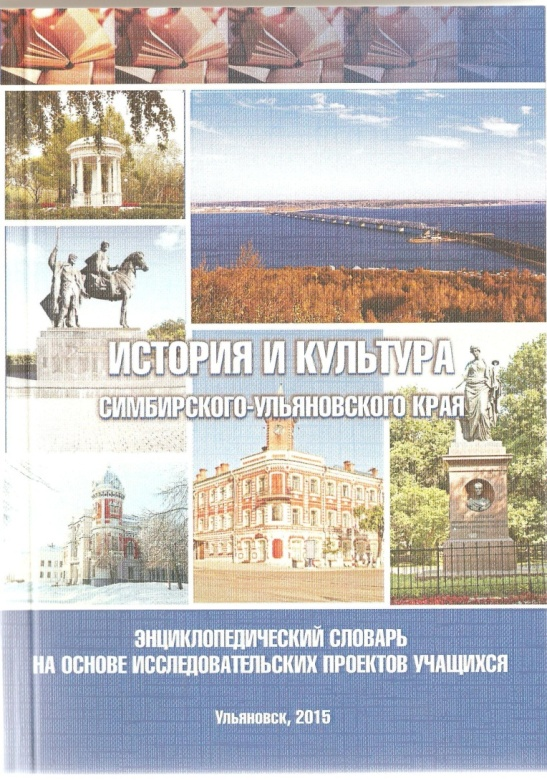 ИСТОРИЯ И КУЛЬТУРА
СИМБИРСКОГО-УЛЬЯНОВСКОГО КРАЯ
ЭНЦИКЛОПЕДИЧЕСКИЙ СЛОВАРЬ
НА ОСНОВЕ ИССЛЕДОВАТЕЛЬСКИХ ПРОЕКТОВ УЧАЩИХСЯ
Ульяновск, 2015